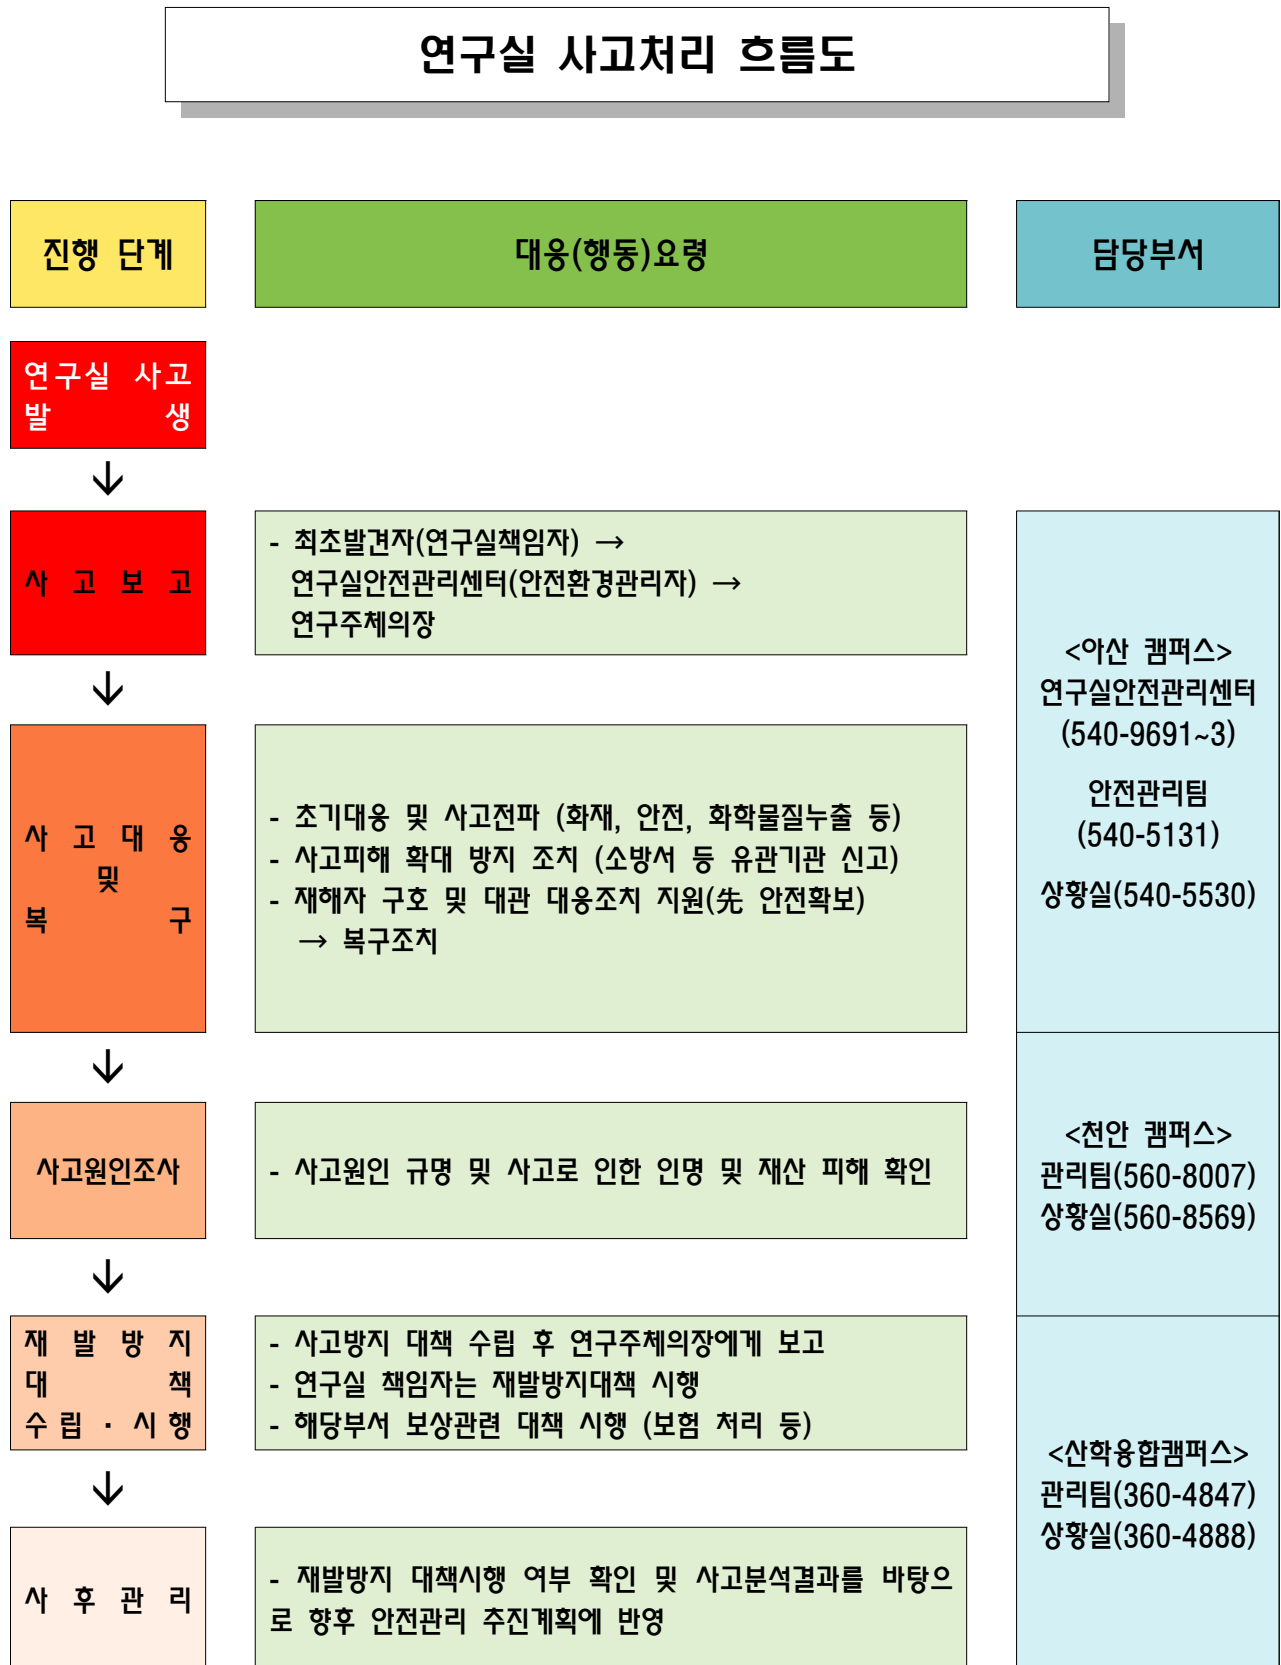 연구실 사고처리 흐름도
진행 단계
대응(행동)요령
담당부서
연구실 사고
발 생
↓
사 고 보 고
- 최초발견자(연구실책임자) →
연구실안전관리센터(안전환경관리자) →
연구주체의장
↓
사 고 대 응
및
복 구
- 초기대응 및 사고전파 (화재, 안전, 화학물질누출 등)
- 사고피해 확대 방지 조치 (소방서 등 유관기관 신고)
- 재해자 구호 및 대관 대응조치 지원(先 안전확보)
→ 복구조치
<아산 캠퍼스>
연구실안전관리센터
(540-9691~3)
안전관리팀
(540-5131)
상황실(540-5530)
↓
사고원인조사
- 사고원인 규명 및 사고로 인한 인명 및 재산 피해 확인
<천안 캠퍼스>
관리팀(560-8007)
상황실(560-8569)
↓
재 발 방 지
대 책
수립 · 시행
- 사고방지 대책 수립 후 연구주체의장에게 보고
- 연구실 책임자는 재발방지대책 시행
- 해당부서 보상관련 대책 시행 (보험 처리 등)
↓
사 후 관 리
- 재발방지 대책시행 여부 확인 및 사고분석결과를 바탕으
로 향후 안전관리 추진계획에 반영
<산학융합캠퍼스>
관리팀(360-4847)
상황실(360-4888)